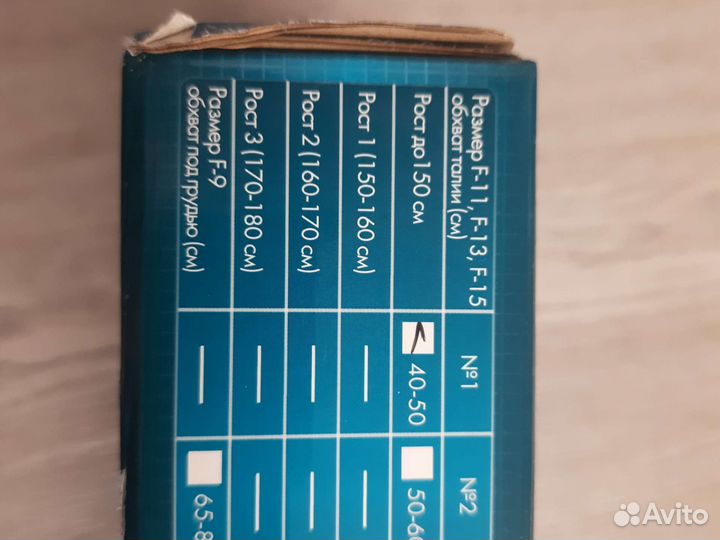 Размер F-11, F-13, F-15
обхват талии (см)
№1
№2
Рост до 150 см
40-50
Рост 1 (150-160 см)
—
—
Рост 2 (160-170 см)
—
—
Рост 3 (170-180 см)
—
—
Размер F-9
обхват под грудью (см)
—
Avito